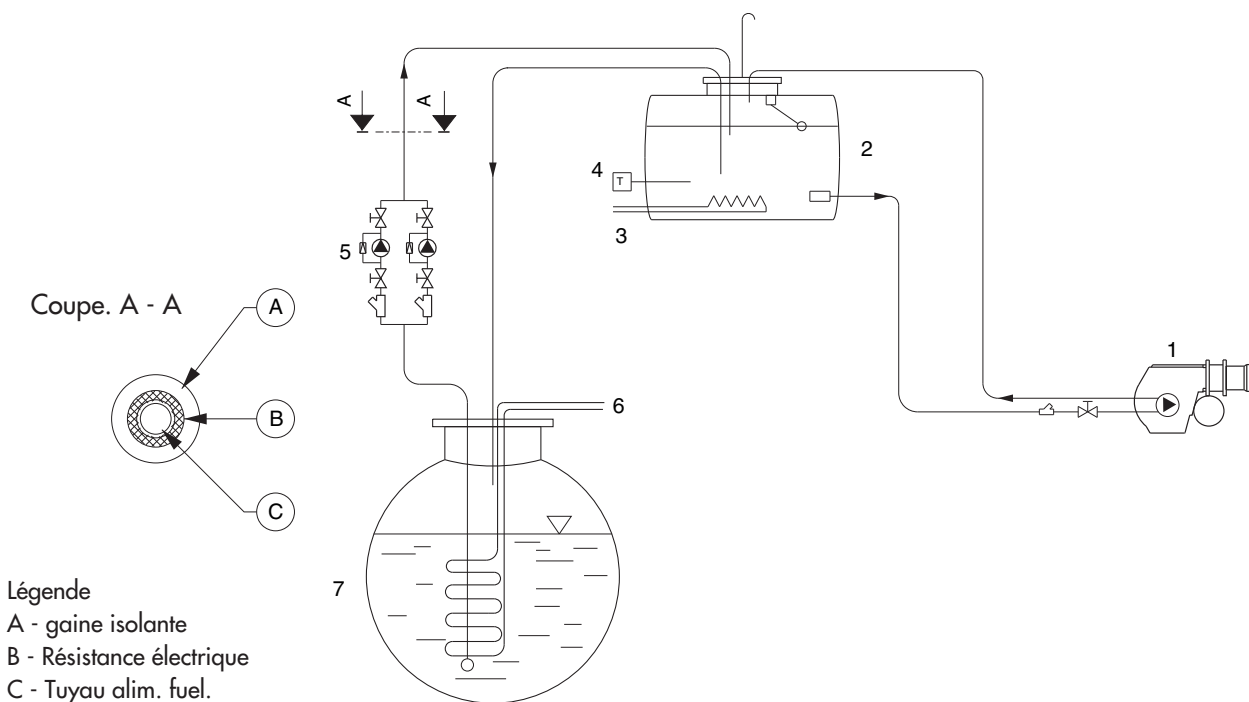 A
A
2
4
T
3
5
Coupe. A - A
A
1
B
6
C
7
Légende
A - gaine isolante
B - Résistance électrique
C - Tuyau alim. fuel.